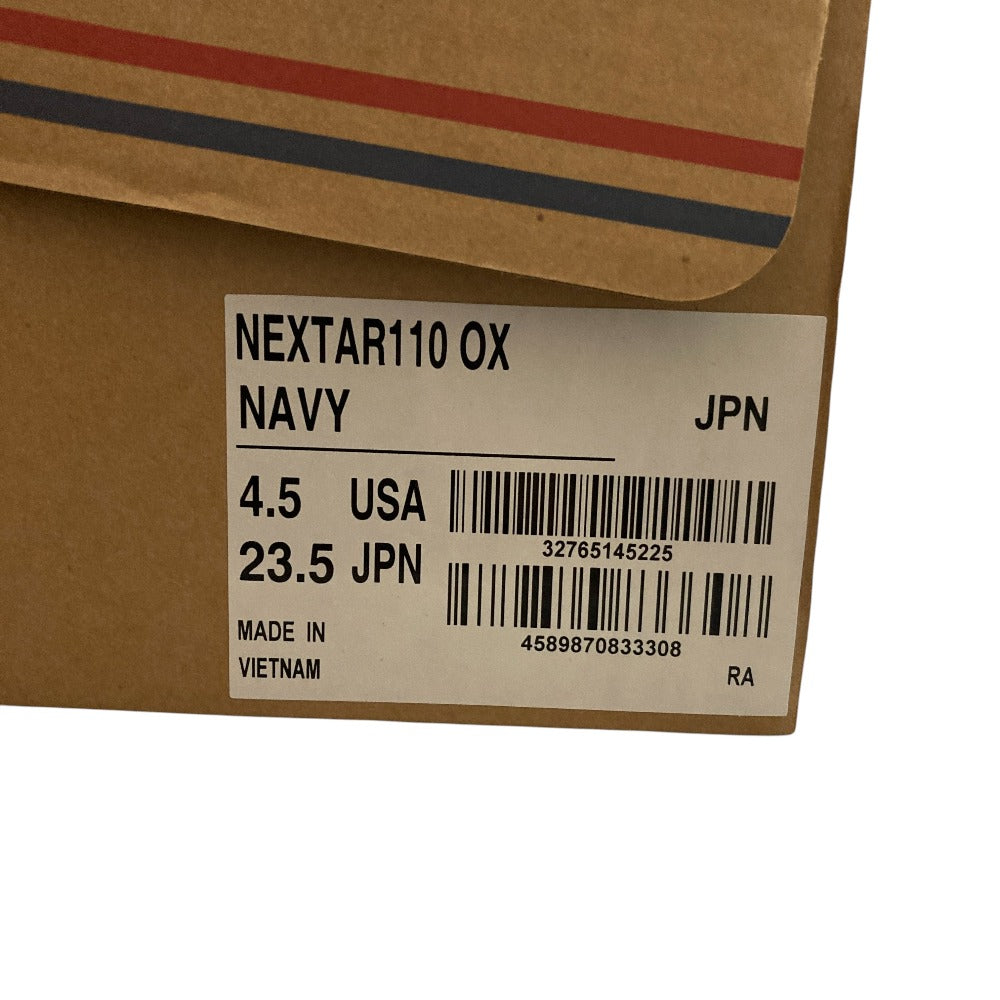 NEXTAR110 OX
NAVY JPN
4.5 USA
32765145225
23.5 JPN
4589870833308
MADE IN
VIETNAM
RA